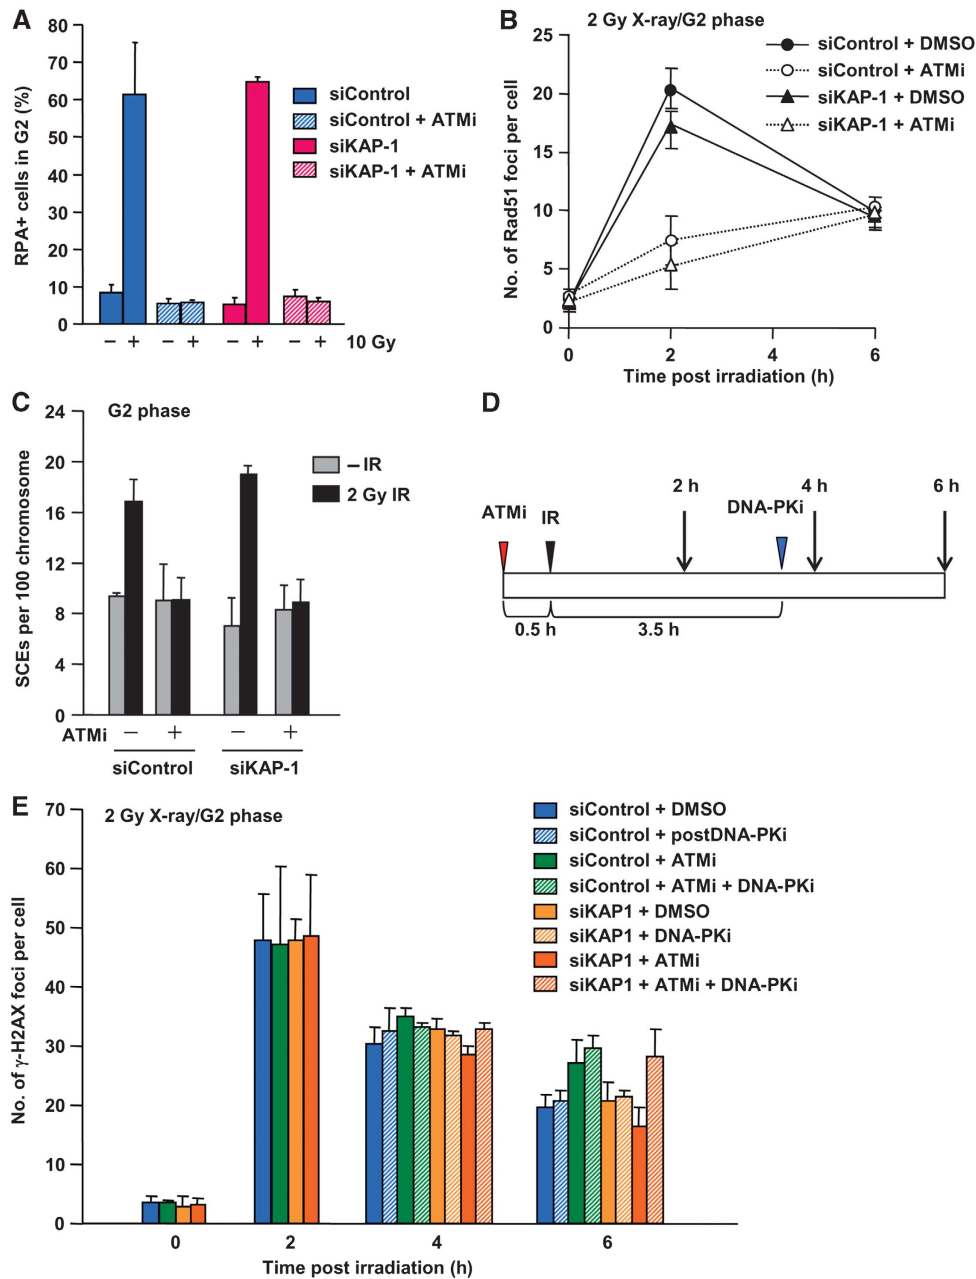 A
RPA+ cells in G2 (%)
80
70
60
50
40
30
20
10
0
siControl
siControl + ATMi
siKAP-1
siKAP-1 + ATMi
– + – + – + – + 10 Gy
B
2 Gy X-ray/G2 phase
No. of Rad51 foci per cell
25
20
15
10
5
0
siControl + DMSO
siControl + ATMi
siKAP-1 + DMSO
siKAP-1 + ATMi
0 2 4 6
Time post irradiation (h)
C
G2 phase
SCEs per 100 chromosome
24
20
16
12
8
4
0
– IR
2 Gy IR
ATMi – + – +
siControl siKAP-1
D
ATMi IR 2 h DNA-PKi 4 h 6 h
0.5 h 3.5 h
E
2 Gy X-ray/G2 phase
No. of γ-H2AX foci per cell
70
60
50
40
30
20
10
0
siControl + DMSO
siControl + postDNA-PKi
siControl + ATMi
siControl + ATMi + DNA-PKi
siKAP1 + DMSO
siKAP1 + DNA-PKi
siKAP1 + ATMi
siKAP1 + ATMi + DNA-PKi
0 2 4 6
Time post irradiation (h)